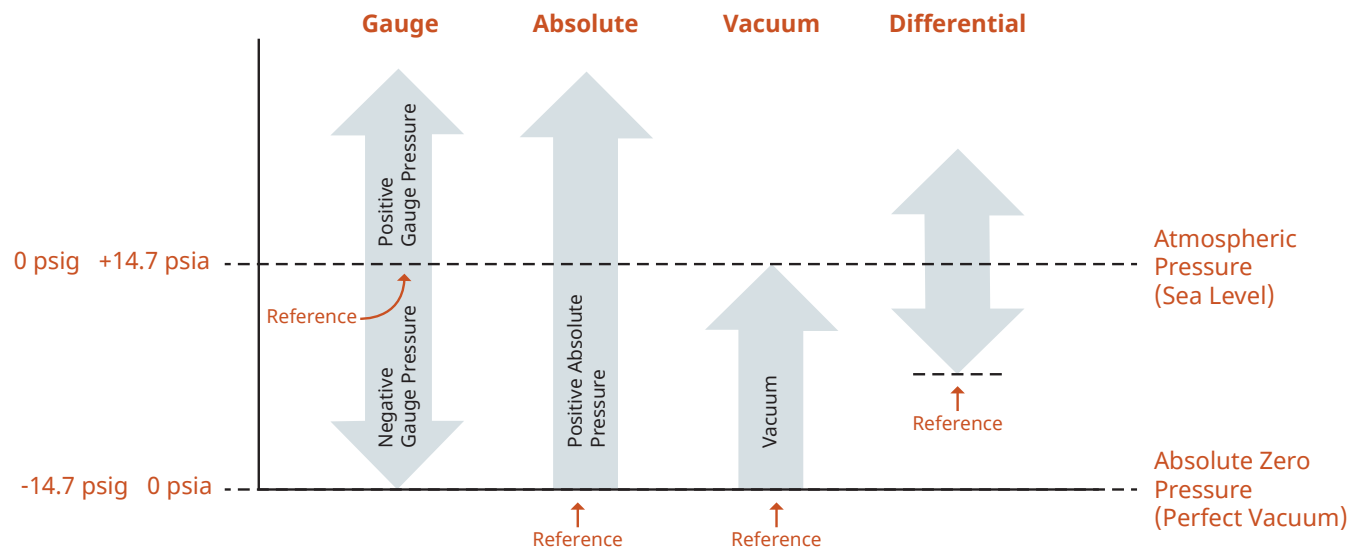 Gauge
Absolute
Vacuum
Differential
Positive
Gauge Pressure
Negative
Gauge Pressure
Reference
Positive Absolute
Pressure
Reference
Vacuum
Reference
Reference
0 psig +14.7 psia
Atmospheric
Pressure
(Sea Level)
-14.7 psig 0 psia
Absolute Zero
Pressure
(Perfect Vacuum)